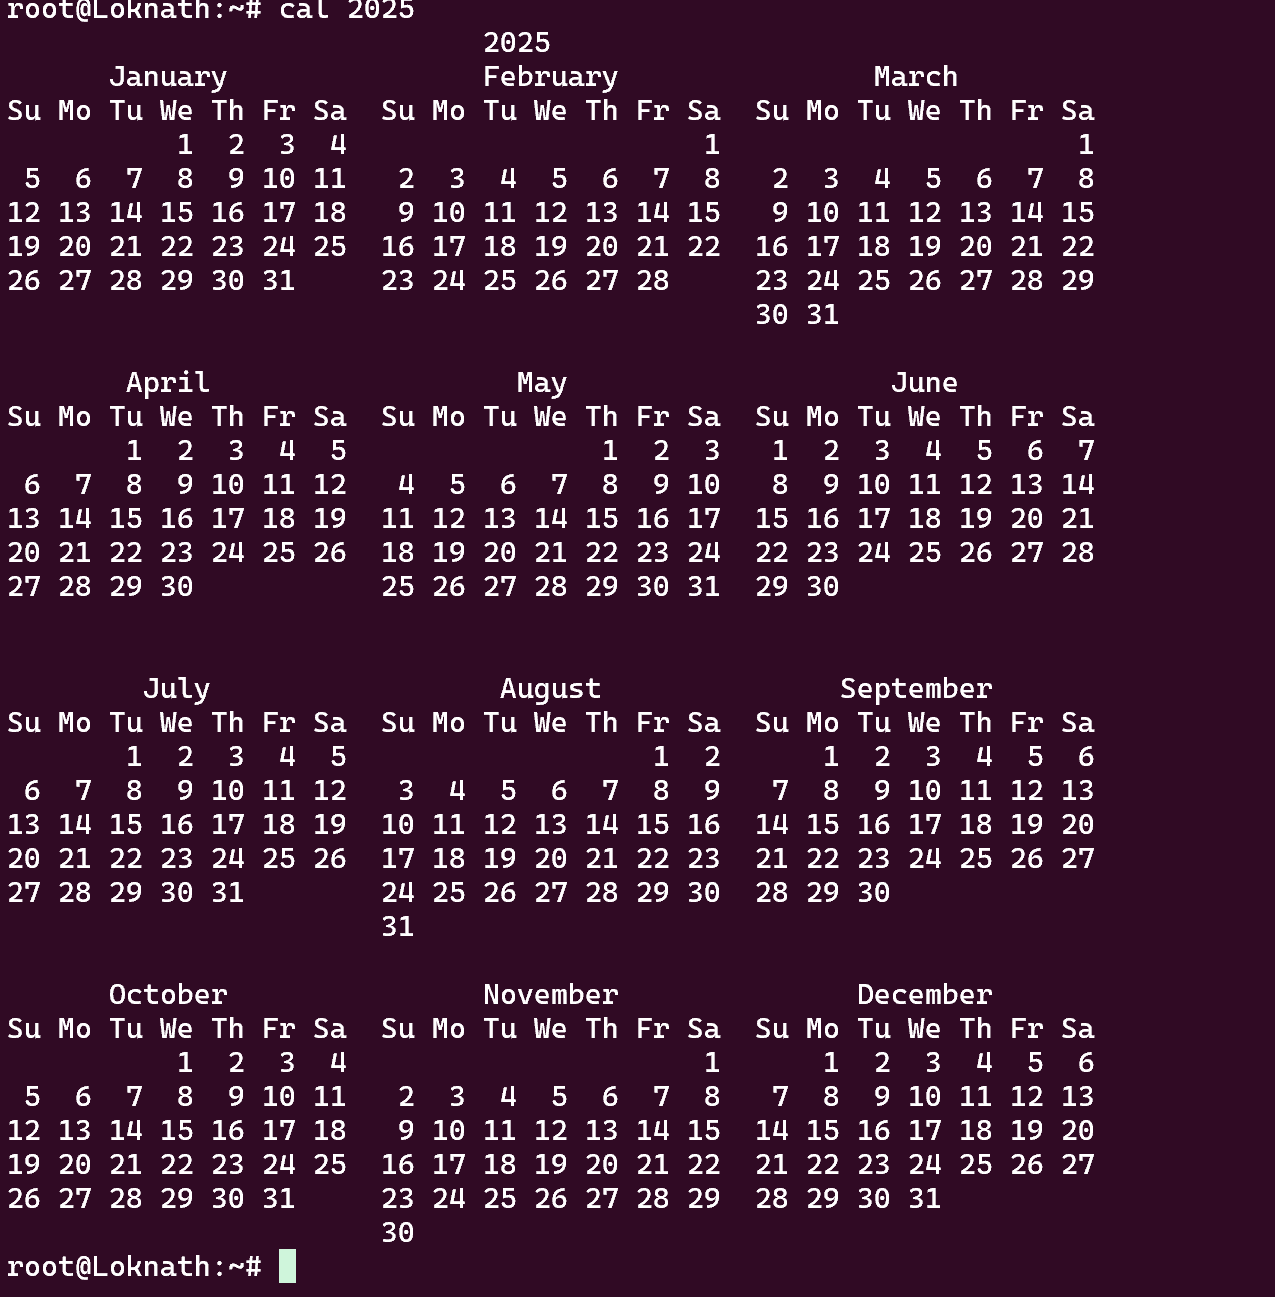 root@Loknath:~# cal 2025
                            2025
      January               February               March
Su Mo Tu We Th Fr Sa  Su Mo Tu We Th Fr Sa  Su Mo Tu We Th Fr Sa
          1  2  3  4                     1                     1
 5  6  7  8  9 10 11   2  3  4  5  6  7  8   2  3  4  5  6  7  8
12 13 14 15 16 17 18   9 10 11 12 13 14 15   9 10 11 12 13 14 15
19 20 21 22 23 24 25  16 17 18 19 20 21 22  16 17 18 19 20 21 22
26 27 28 29 30 31     23 24 25 26 27 28     23 24 25 26 27 28 29
                                            30 31

       April                  May                   June
Su Mo Tu We Th Fr Sa  Su Mo Tu We Th Fr Sa  Su Mo Tu We Th Fr Sa
       1  2  3  4  5               1  2  3   1  2  3  4  5  6  7
 6  7  8  9 10 11 12   4  5  6  7  8  9 10   8  9 10 11 12 13 14
13 14 15 16 17 18 19  11 12 13 14 15 16 17  15 16 17 18 19 20 21
20 21 22 23 24 25 26  18 19 20 21 22 23 24  22 23 24 25 26 27 28
27 28 29 30           25 26 27 28 29 30 31  29 30

        July                 August              September
Su Mo Tu We Th Fr Sa  Su Mo Tu We Th Fr Sa  Su Mo Tu We Th Fr Sa
       1  2  3  4  5                  1  2      1  2  3  4  5  6
 6  7  8  9 10 11 12   3  4  5  6  7  8  9   7  8  9 10 11 12 13
13 14 15 16 17 18 19  10 11 12 13 14 15 16  14 15 16 17 18 19 20
20 21 22 23 24 25 26  17 18 19 20 21 22 23  21 22 23 24 25 26 27
27 28 29 30 31        24 25 26 27 28 29 30  28 29 30
                      31

      October               November              December
Su Mo Tu We Th Fr Sa  Su Mo Tu We Th Fr Sa  Su Mo Tu We Th Fr Sa
          1  2  3  4                     1      1  2  3  4  5  6
 5  6  7  8  9 10 11   2  3  4  5  6  7  8   7  8  9 10 11 12 13
12 13 14 15 16 17 18   9 10 11 12 13 14 15  14 15 16 17 18 19 20
19 20 21 22 23 24 25  16 17 18 19 20 21 22  21 22 23 24 25 26 27
26 27 28 29 30 31     23 24 25 26 27 28 29  28 29 30 31
                      30
root@Loknath:~#